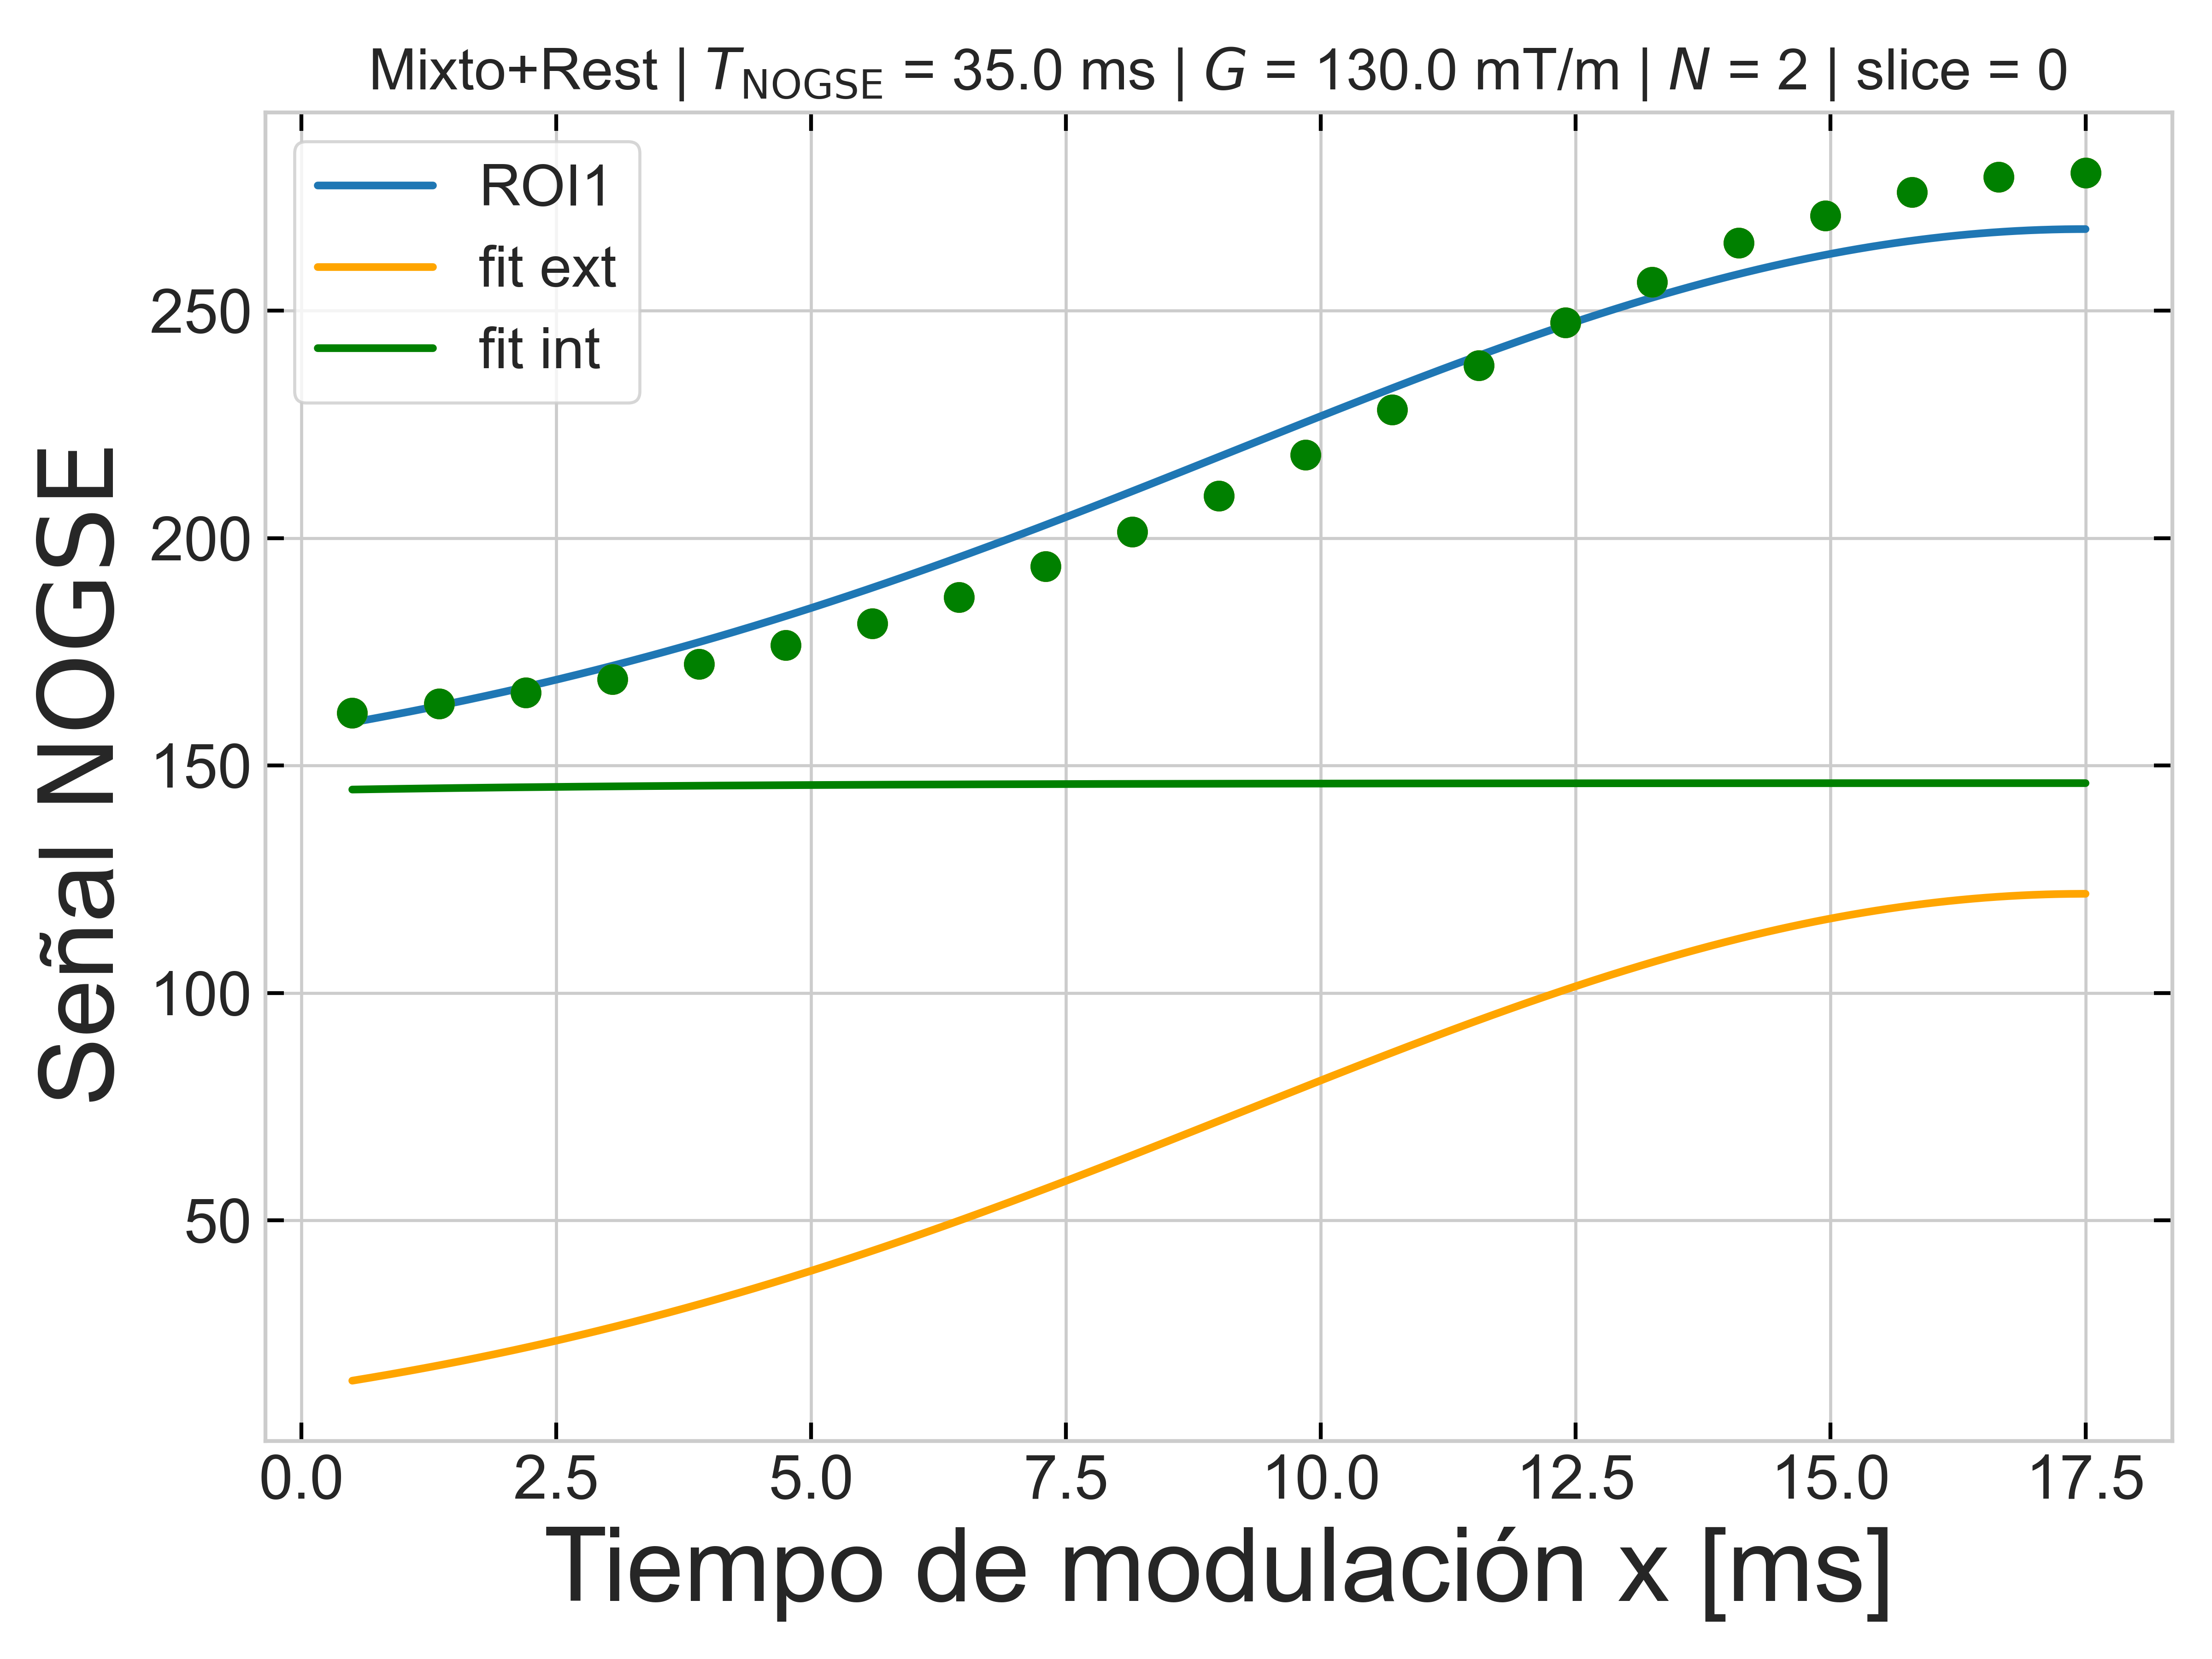 Mixto+Rest | T_NOGSE = 35.0 ms | G = 130.0 mT/m | N = 2 | slice = 0
ROI1
fit ext
fit int
Señal NOGSE
250
200
150
100
50
0.0 2.5 5.0 7.5 10.0 12.5 15.0 17.5
Tiempo de modulación x [ms]